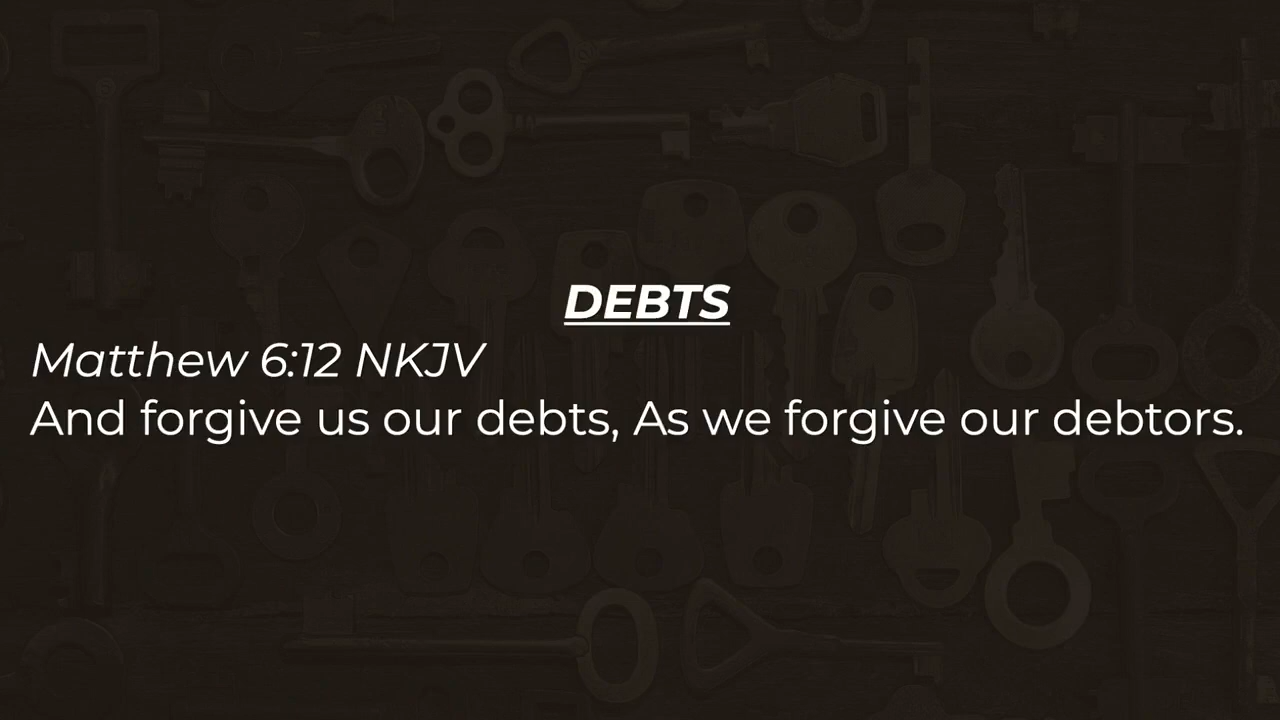 DEBTS
Matthew 6:12 NKJV
And forgive us our debts, As we forgive our debtors.